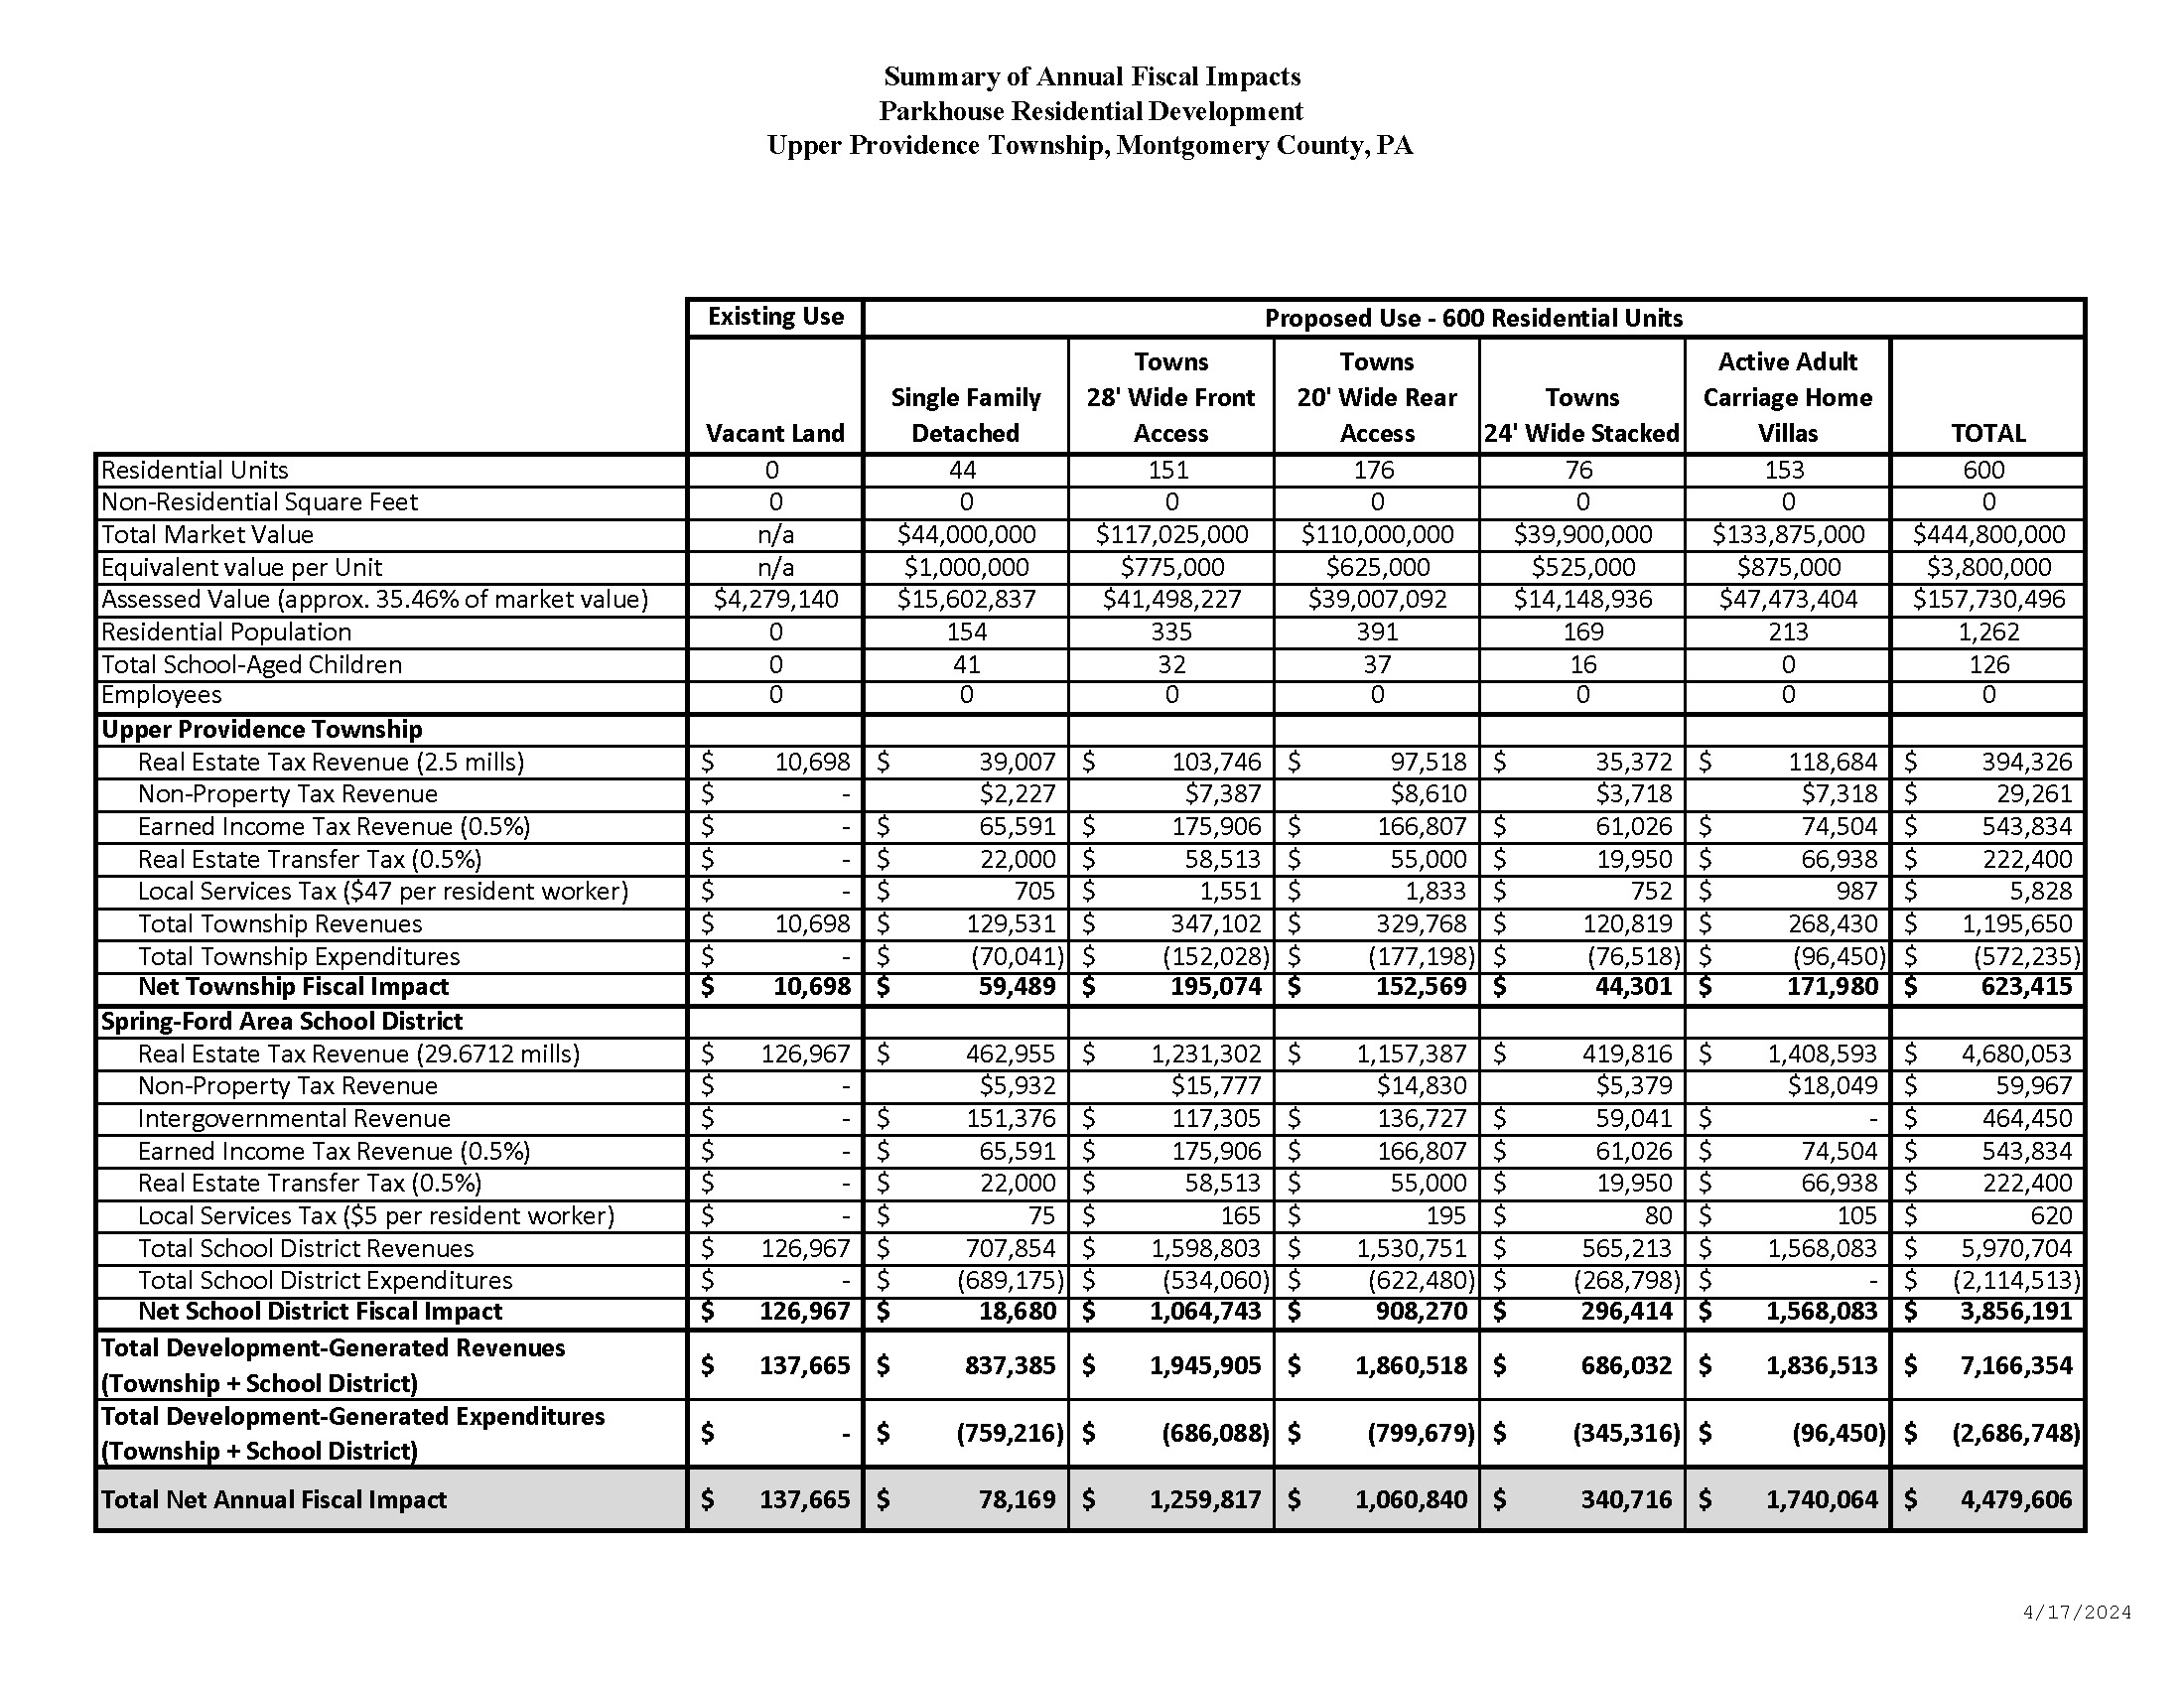 Summary of Annual Fiscal Impacts
Parkhouse Residential Development
Upper Providence Township, Montgomery County, PA
Existing Use Proposed Use - 600 Residential Units
Vacant Land Single Family Detached Towns 28' Wide Front Access Towns 20' Wide Rear Access Towns 24' Wide Stacked Active Adult Carriage Home Villas TOTAL
Residential Units 0 44 151 176 76 153 600
Non-Residential Square Feet 0 0 0 0 0 0 0
Total Market Value n/a $44,000,000 $117,025,000 $110,000,000 $39,900,000 $133,875,000 $444,800,000
Equivalent value per Unit n/a $1,000,000 $775,000 $625,000 $525,000 $875,000 $3,800,000
Assessed Value (approx. 35.46% of market value) $4,279,140 $15,602,837 $41,498,227 $39,007,092 $14,148,936 $47,473,404 $157,730,496
Residential Population 0 154 335 391 169 213 1,262
Total School-Aged Children 0 41 32 37 16 0 126
Employees 0 0 0 0 0 0 0
Upper Providence Township
Real Estate Tax Revenue (2.5 mills) $ 10,698 $ 39,007 $ 103,746 $ 97,518 $ 35,372 $ 118,684 $ 394,326
Non-Property Tax Revenue $ - $2,227 $7,387 $8,610 $3,718 $7,318 $ 29,261
Earned Income Tax Revenue (0.5%) $ - $ 65,591 $ 175,906 $ 166,807 $ 61,026 $ 74,504 $ 543,834
Real Estate Transfer Tax (0.5%) $ - $ 22,000 $ 58,513 $ 55,000 $ 19,950 $ 66,938 $ 222,400
Local Services Tax ($47 per resident worker) $ - $ 705 $ 1,551 $ 1,833 $ 752 $ 987 $ 5,828
Total Township Revenues $ 10,698 $ 129,531 $ 347,102 $ 329,768 $ 120,819 $ 268,430 $ 1,195,650
Total Township Expenditures $ - $ (70,041) $ (152,028) $ (177,198) $ (76,518) $ (96,450) $ (572,235)
Net Township Fiscal Impact $ 10,698 $ 59,489 $ 195,074 $ 152,569 $ 44,301 $ 171,980 $ 623,415
Spring-Ford Area School District
Real Estate Tax Revenue (29.6712 mills) $ 126,967 $ 462,955 $ 1,231,302 $ 1,157,387 $ 419,816 $ 1,408,593 $ 4,680,053
Non-Property Tax Revenue $ - $5,932 $15,777 $14,830 $5,379 $18,049 $ 59,967
Intergovernmental Revenue $ - $ 151,376 $ 117,305 $ 136,727 $ 59,041 $ - $ 464,450
Earned Income Tax Revenue (0.5%) $ - $ 65,591 $ 175,906 $ 166,807 $ 61,026 $ 74,504 $ 543,834
Real Estate Transfer Tax (0.5%) $ - $ 22,000 $ 58,513 $ 55,000 $ 19,950 $ 66,938 $ 222,400
Local Services Tax ($5 per resident worker) $ - $ 75 $ 165 $ 195 $ 80 $ 105 $ 620
Total School District Revenues $ 126,967 $ 707,854 $ 1,598,803 $ 1,530,751 $ 565,213 $ 1,568,083 $ 5,970,704
Total School District Expenditures $ - $ (689,175) $ (534,060) $ (622,480) $ (268,798) $ - $ (2,114,513)
Net School District Fiscal Impact $ 126,967 $ 18,680 $ 1,064,743 $ 908,270 $ 296,414 $ 1,568,083 $ 3,856,191
Total Development-Generated Revenues
(Township + School District) $ 137,665 $ 837,385 $ 1,945,905 $ 1,860,518 $ 686,032 $ 1,836,513 $ 7,166,354
Total Development-Generated Expenditures
(Township + School District) $ - $ (759,216) $ (686,088) $ (799,679) $ (345,316) $ (96,450) $ (2,686,748)
Total Net Annual Fiscal Impact $ 137,665 $ 78,169 $ 1,259,817 $ 1,060,840 $ 340,716 $ 1,740,064 $ 4,479,606
4/17/2024